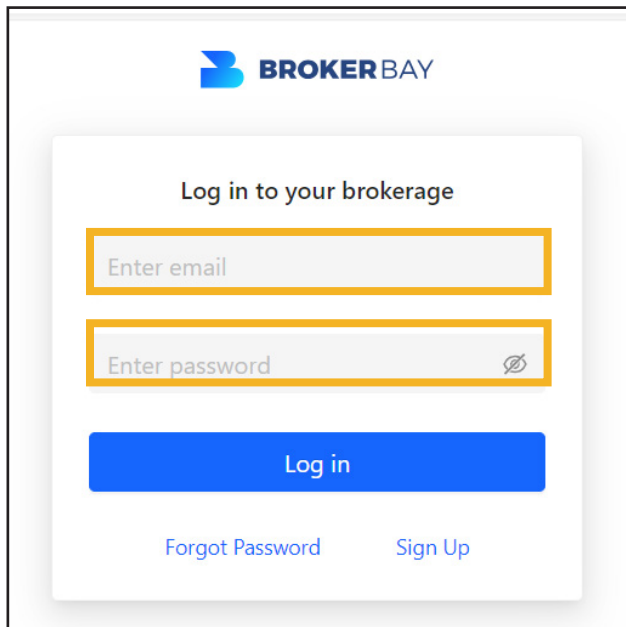 BROKERBAY
Log in to your brokerage
Enter email
Enter password
Log in
Forgot Password Sign Up